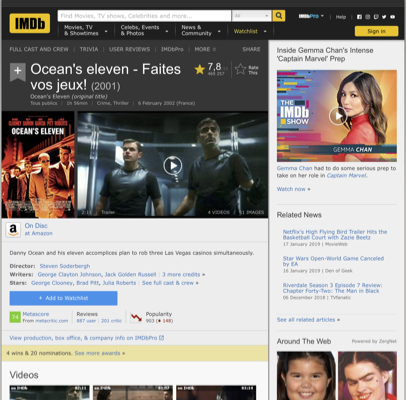 IMDb
Find Movies, TV shows, Celebrities and more...
All
IMDbPro
Help
Movies, TV
& Showtimes
Celebs, Events
& Photos
News &
Community
Watchlist
Sign in
FULL CAST AND CREW | TRIVIA | USER REVIEWS | IMDbPro | MORE
SHARE
Ocean's eleven - Faites
vos jeux! (2001)
Ocean's Eleven (original title)
Tous publics | 1h 56min | Crime, Thriller | 6 February 2002 (France)
7,8
Rate
This
OCEAN'S ELEVEN
2:11 Trailer
4 VIDEOS | 51 IMAGES
On Disc
at Amazon
Danny Ocean and his eleven accomplices plan to rob three Las Vegas casinos simultaneously.
Director: Steven Soderbergh
Writers: George Clayton Johnson, Jack Golden Russell | 3 more credits »
Stars: George Clooney, Brad Pitt, Julia Roberts | See full cast & crew »
+ Add to Watchlist
74
Metascore
From metacritic.com
Reviews
887 user | 201 critic
Popularity
903 (148)
View production, box office, & company info on IMDbPro
4 wins & 20 nominations. See more awards »
Videos
Inside Gemma Chan's Intense
'Captain Marvel' Prep
THE
IMDb
SHOW
GEMMA CHAN
Gemma Chan had to do some serious prep to
take on her role in Captain Marvel.
Watch now »
Related News
Netflix's High Flying Bird Trailer Hits the
Basketball Court with Zazie Beetz
17 January 2019 | MovieWeb
Star Wars Open-World Game Canceled
by EA
16 January 2019 | Den of Geek
Riverdale Season 3 Episode 7 Review:
Chapter Forty-Two: The Man in Black
06 December 2018 | TVfanatic
See all related articles »
Around The Web
Powered by ZergNet